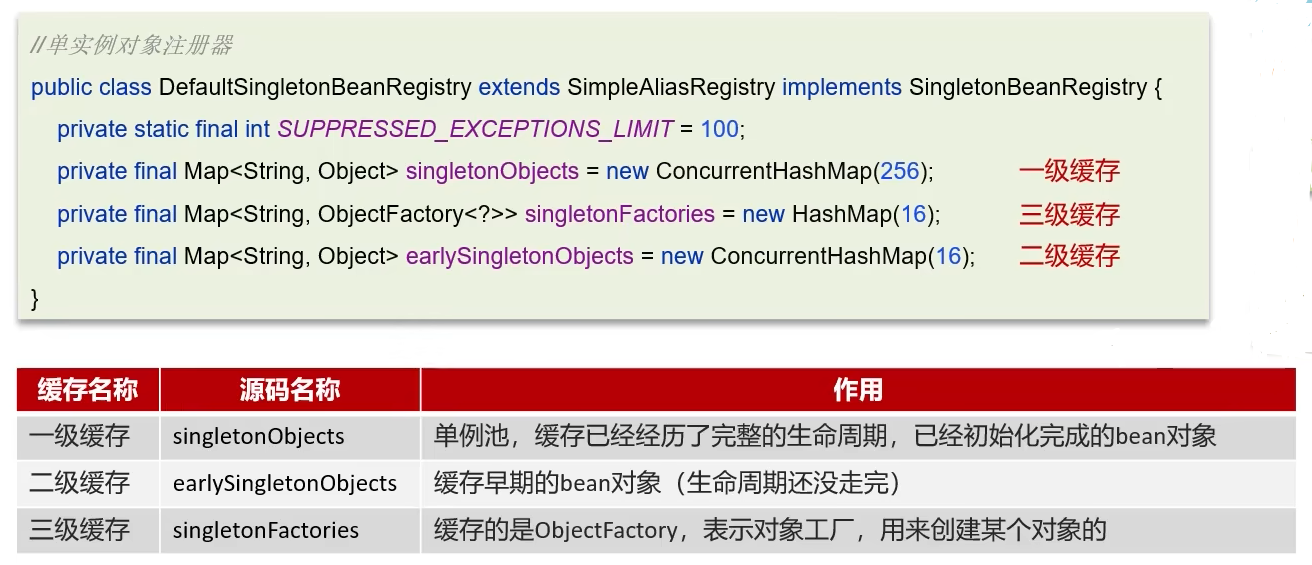 //单实例对象注册器
public class DefaultSingletonBeanRegistry extends SimpleAliasRegistry implements SingletonBeanRegistry {
private static final int SUPPRESSED_EXCEPTIONS_LIMIT = 100;
private final Map<String, Object> singletonObjects = new ConcurrentHashMap(256); 一级缓存
private final Map<String, ObjectFactory<?>> singletonFactories = new HashMap(16); 三级缓存
private final Map<String, Object> earlySingletonObjects = new ConcurrentHashMap(16); 二级缓存
}
缓存名称 源码名称 作用
一级缓存 singletonObjects 单例池，缓存已经经历了完整的生命周期，已经初始化完成的bean对象
二级缓存 earlySingletonObjects 缓存早期的bean对象（生命周期还没走完）
三级缓存 singletonFactories 缓存的是ObjectFactory，表示对象工厂，用来创建某个对象的